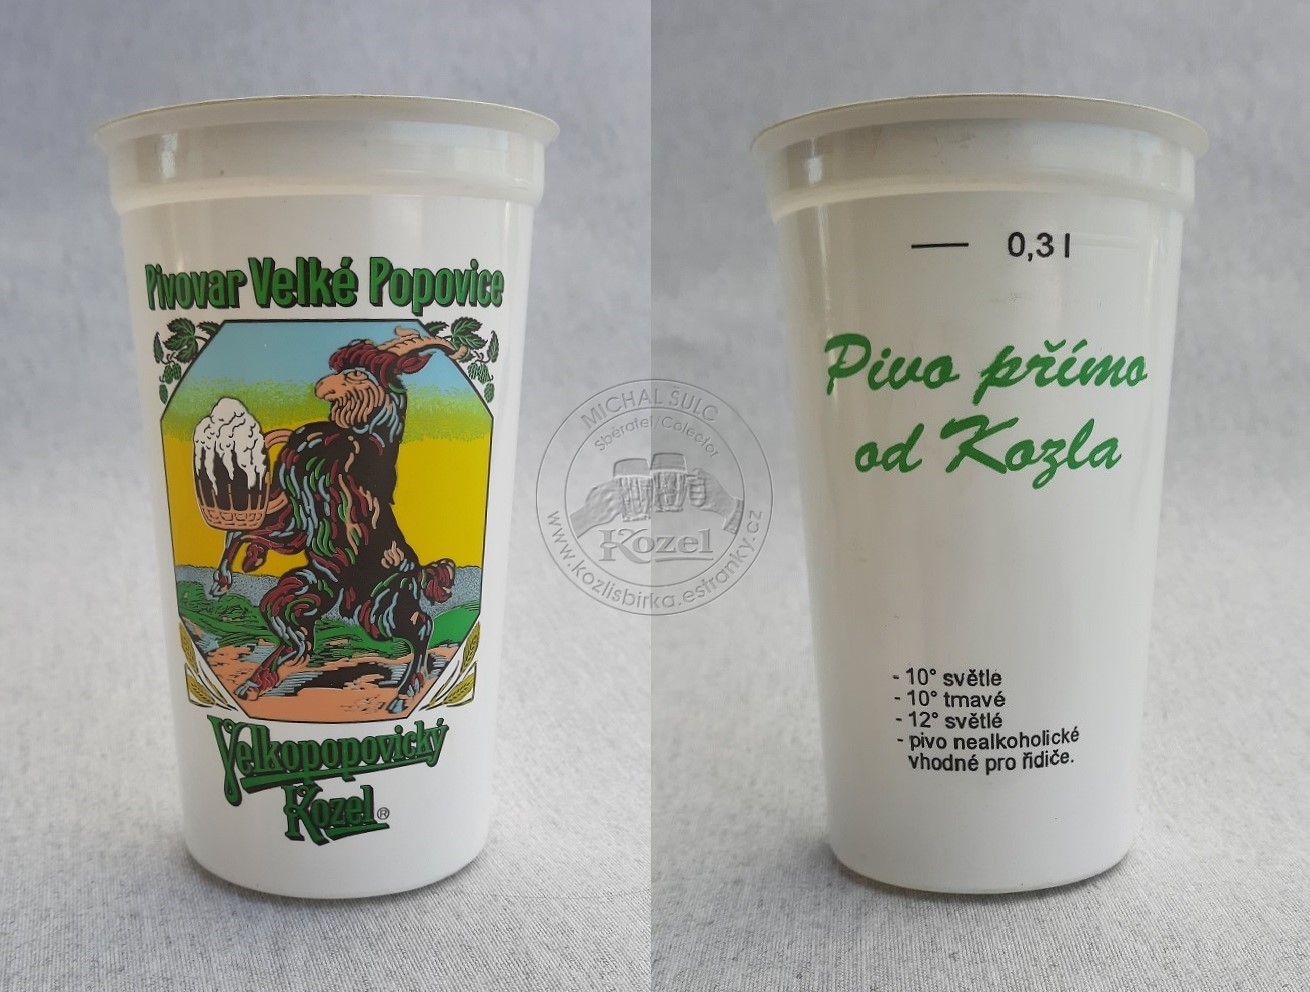 Pivovar Velké Popovice
Velkopopovický
Kozel ®
MICHAL ŠULC
Sběratel/Colector
Kozel
www.kozlisbirka.estranky.cz
0,3 l
Pivo přímo
od Kozla
- 10° světle
- 10° tmavé
- 12° světlé
- pivo nealkoholické
vhodné pro řidiče.